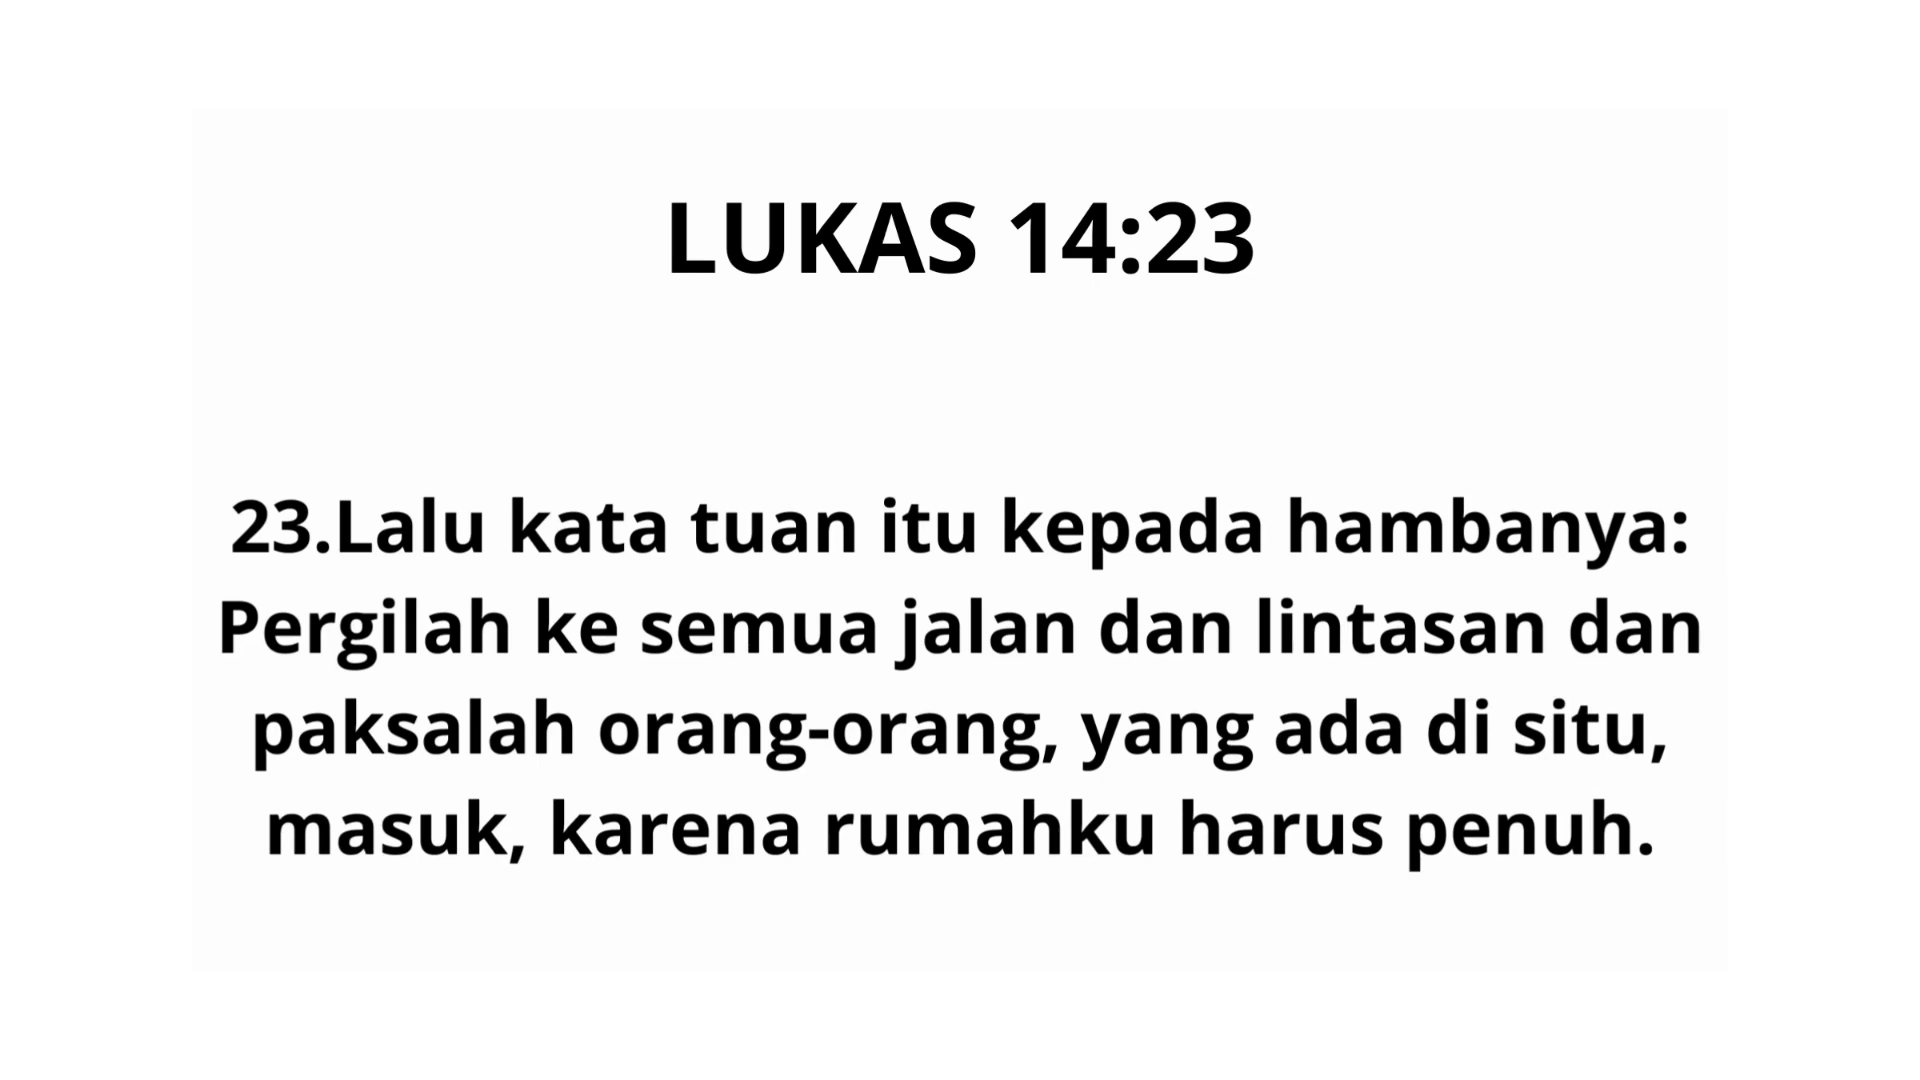 LUKAS 14:23
23.Lalu kata tuan itu kepada hambanya:
Pergilah ke semua jalan dan lintasan dan
paksalah orang-orang, yang ada di situ,
masuk, karena rumahku harus penuh.